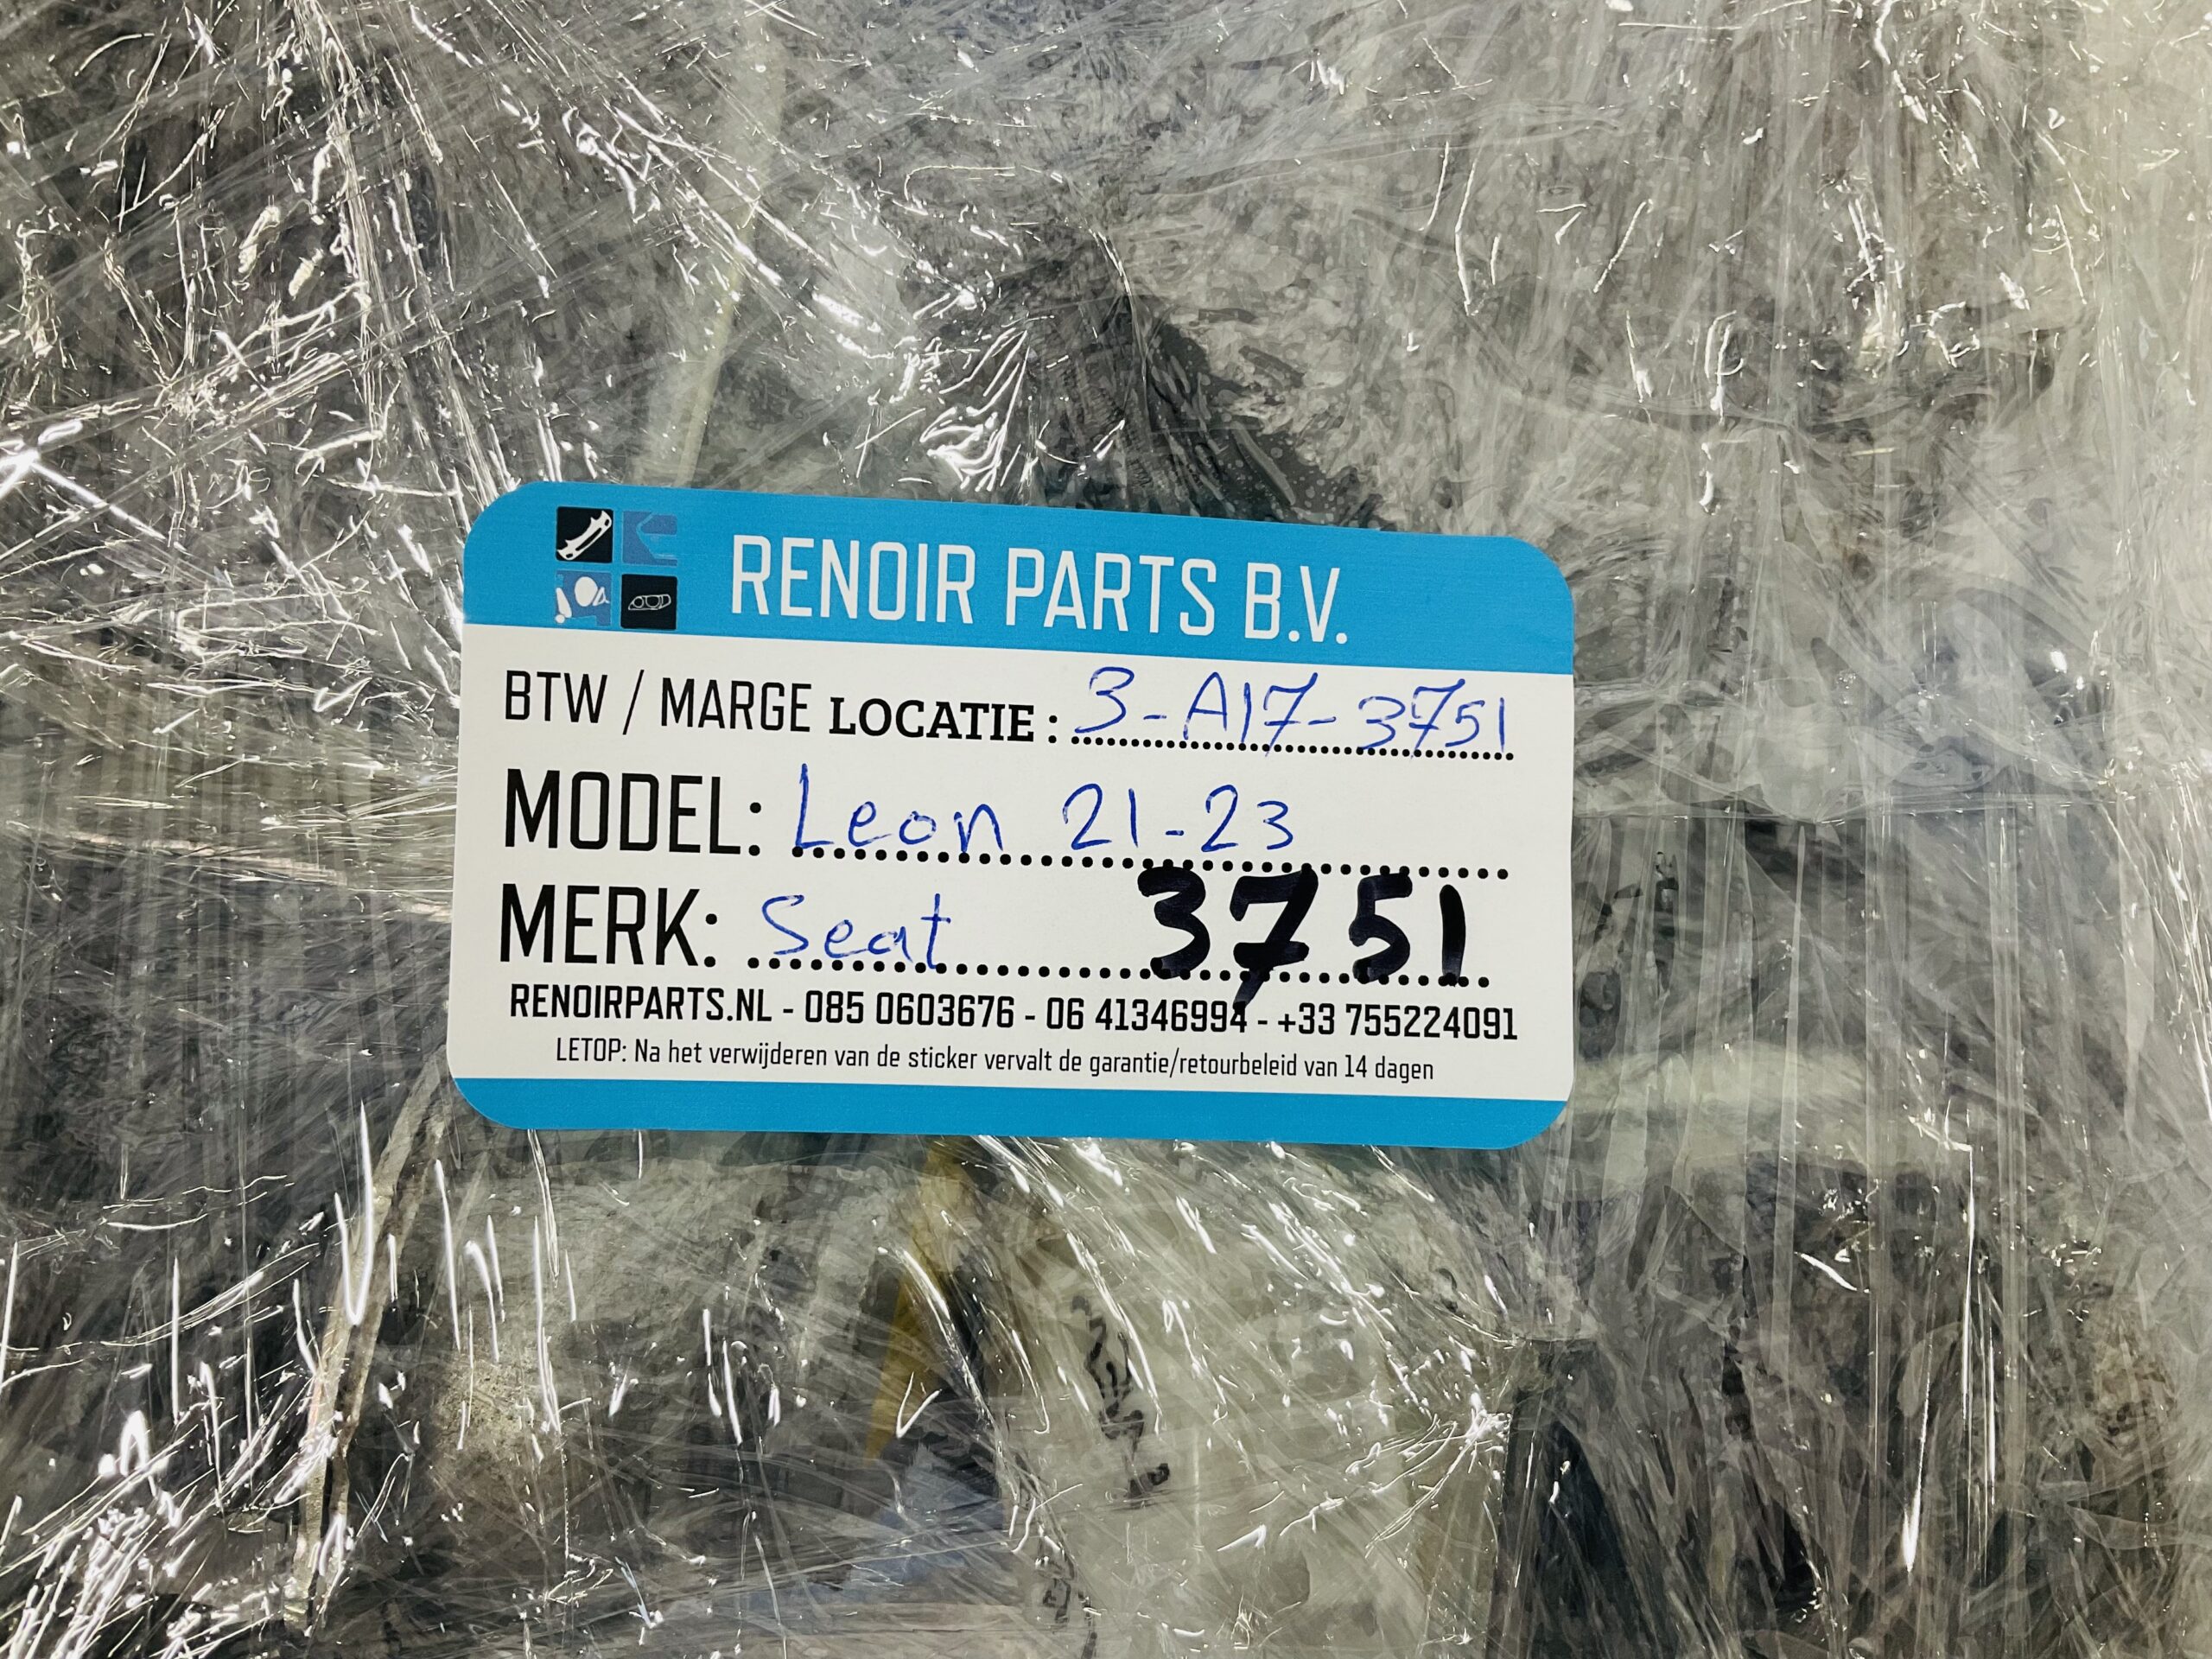 RENOIR PARTS B.V.
BTW / MARGE LOCATIE : 3-A17-3751
MODEL: Leon 21-23
MERK: Seat 3751
RENOIRPARTS.NL - 085 0603676 - 06 41346994 - +33 755224091
LETOP: Na het verwijderen van de sticker vervalt de garantie/retourbeleid van 14 dagen